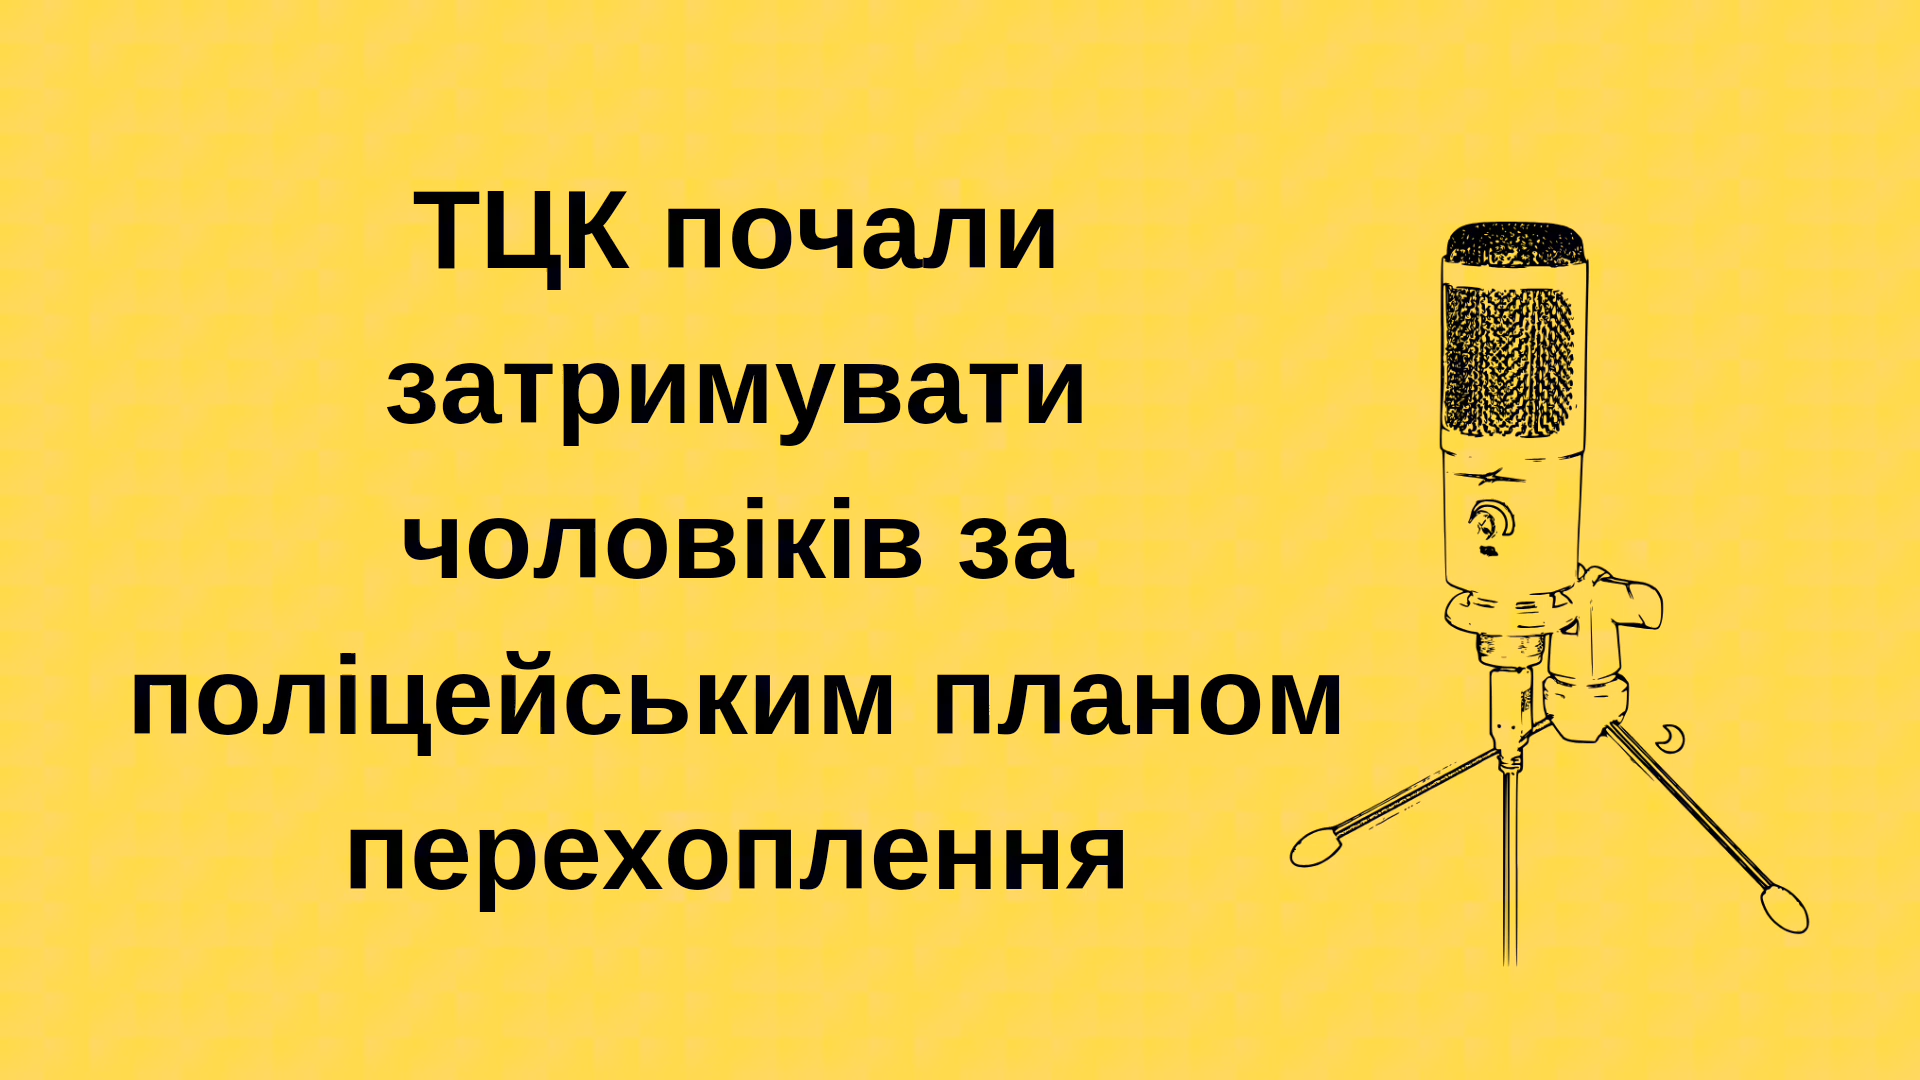 ТЦК почали
затримувати
чоловіків за
поліцейським планом
перехоплення